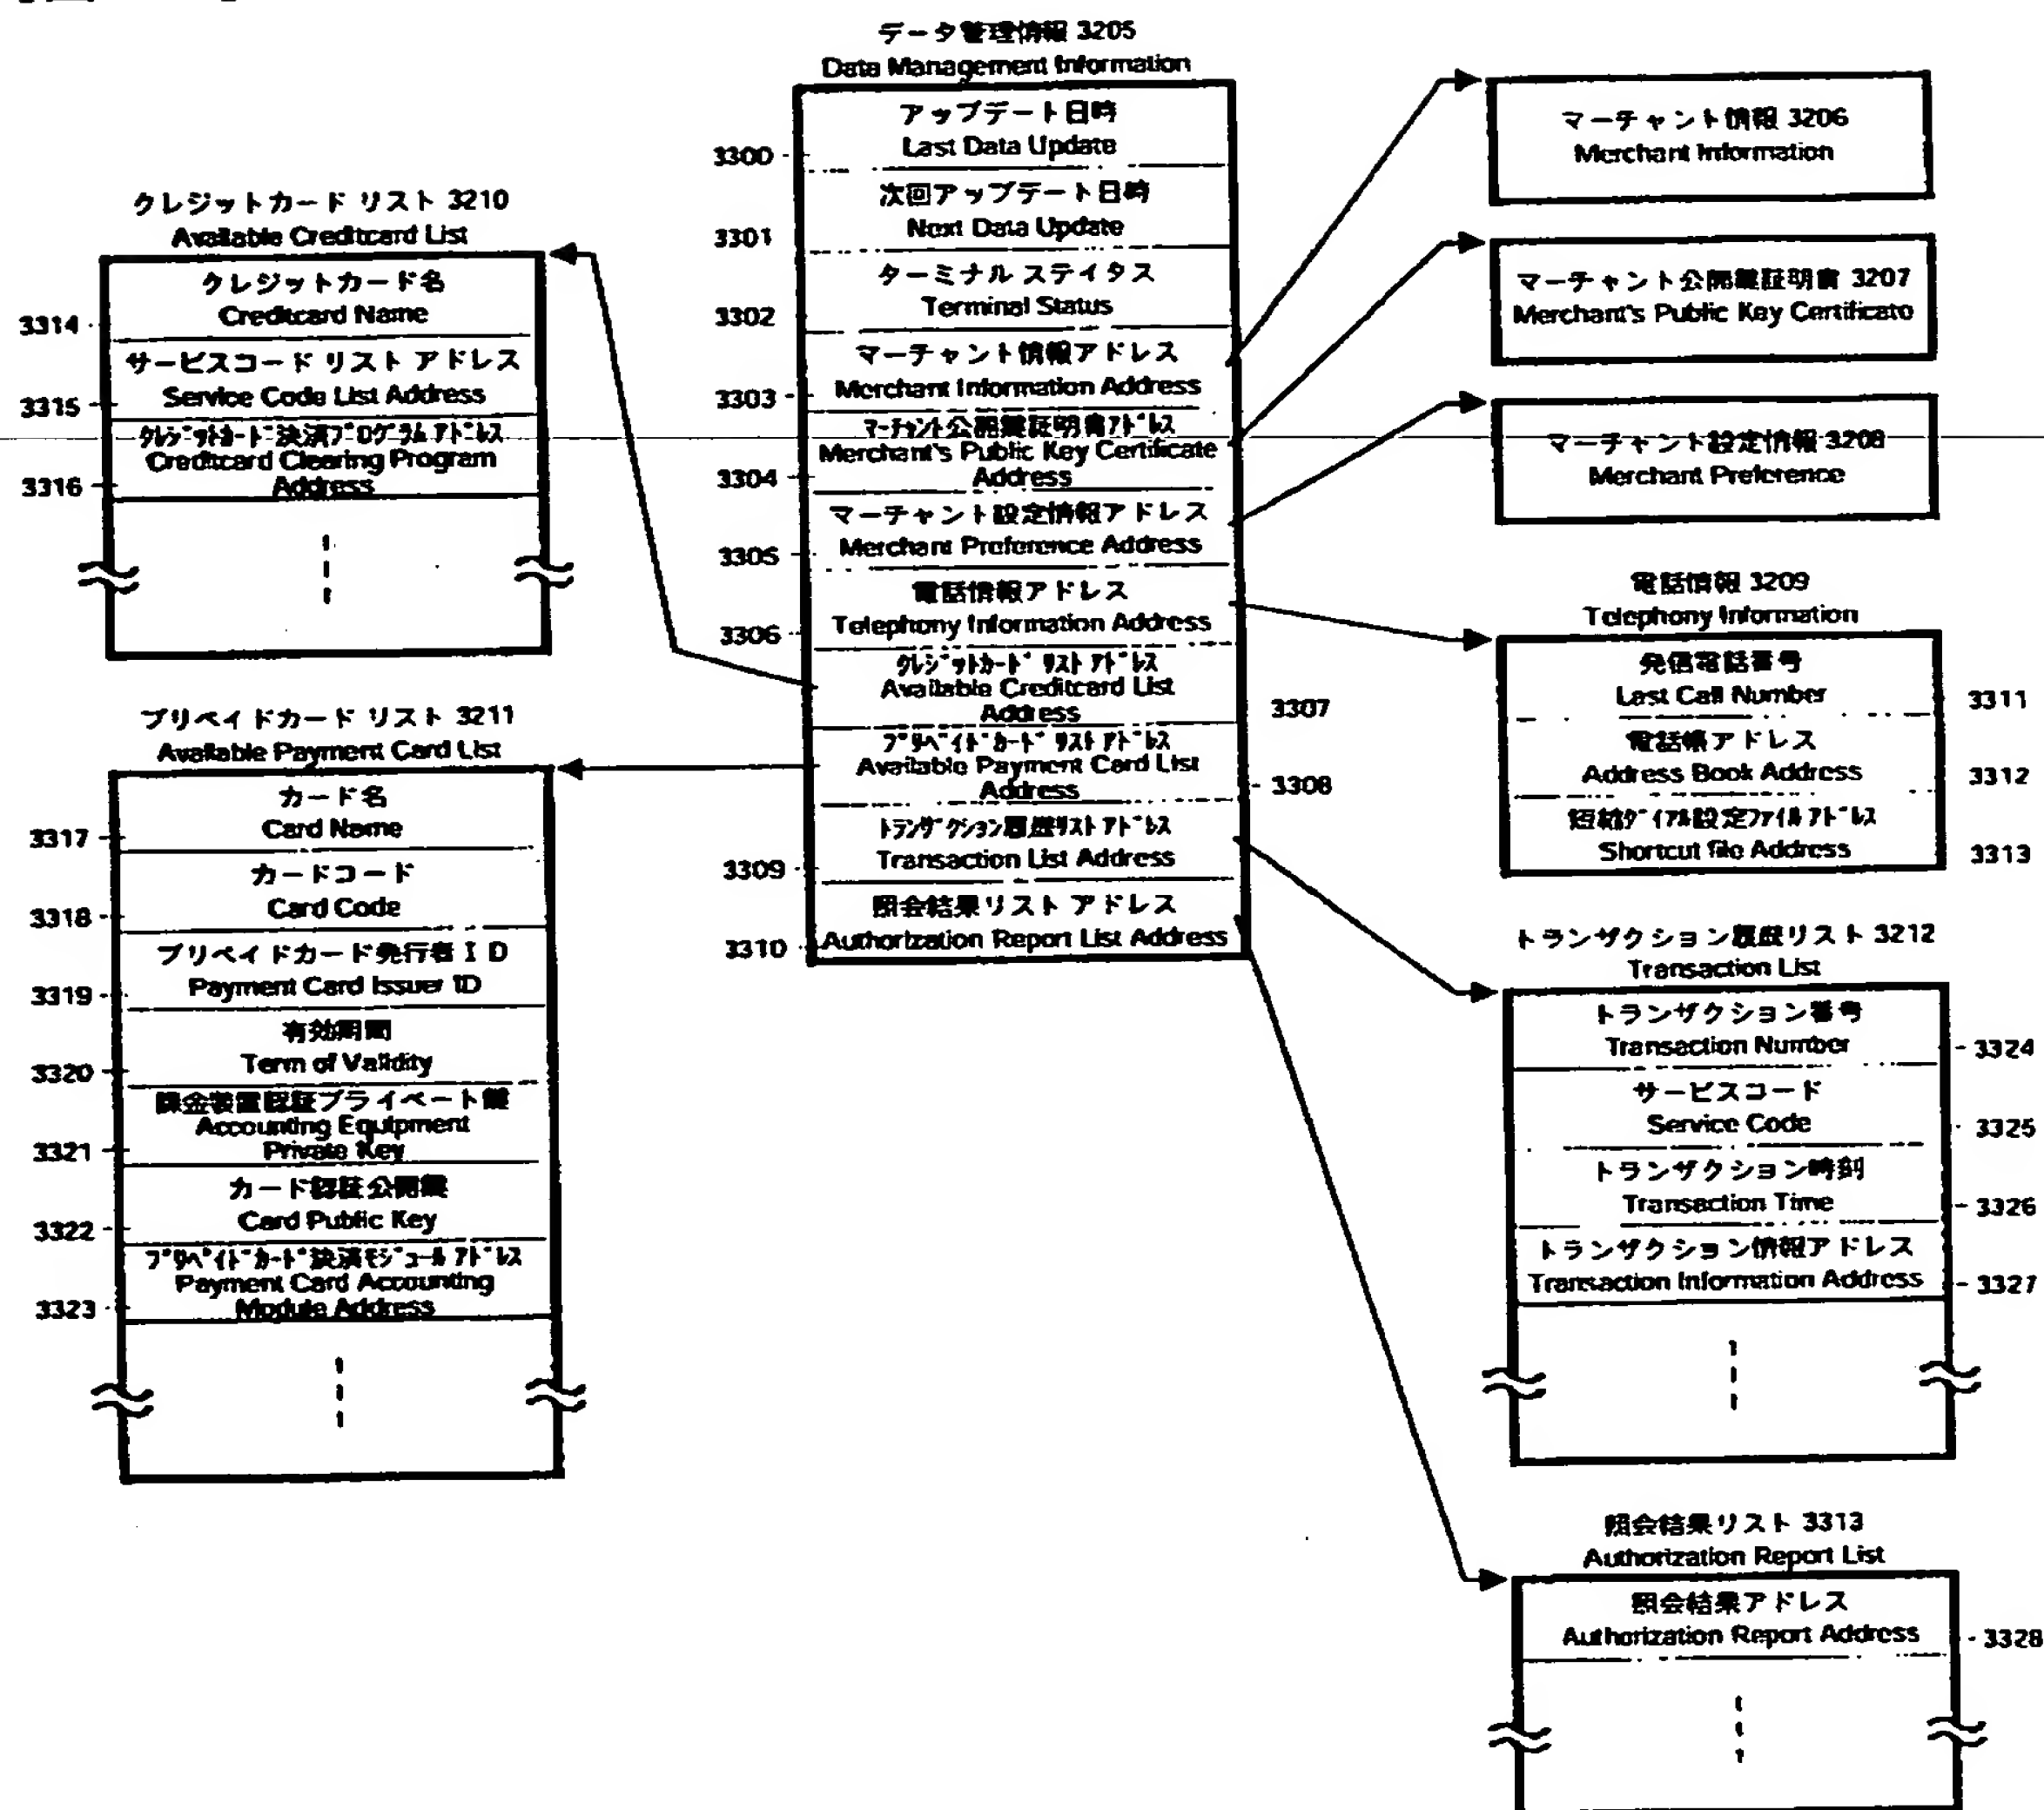 データ管理情報 3205
Data Management Information
アップデート日時
Last Data Update
3300
次回アップデート日時
Next Data Update
3301
ターミナル ステイタス
Terminal Status
3302
マーチャント情報アドレス
Merchant Information Address
3303
マーチャント公開鍵証明書アドレス
Merchant's Public Key Certificate
Address
3304
マーチャント設定情報アドレス
Merchant Preference Address
3305
電話情報アドレス
Telephony Information Address
3306
クレジットカード リスト アドレス
Available Creditcard List
Address
3307
プリペイドカード リスト アドレス
Available Payment Card List
Address
3308
トランザクション履歴リスト アドレス
Transaction List Address
3309
照会結果リスト アドレス
Authorization Report List Address
3310
クレジットカード リスト 3210
Available Creditcard List
クレジットカード名
Creditcard Name
3314
サービスコード リスト アドレス
Service Code List Address
3315
クレジットカード決済プログラム アドレス
Creditcard Clearing Program
Address
3316
プリペイドカード リスト 3211
Available Payment Card List
カード名
Card Name
3317
カードコード
Card Code
3318
プリペイドカード発行者ID
Payment Card Issuer ID
3319
有効期間
Term of Validity
3320
課金装置認証プライベート鍵
Accounting Equipment
Private Key
3321
カード認証公開鍵
Card Public Key
3322
プリペイドカード決済モジュール アドレス
Payment Card Accounting
Module Address
3323
マーチャント情報 3206
Merchant Information
マーチャント公開鍵証明書 3207
Merchant's Public Key Certificate
マーチャント設定情報 3208
Merchant Preference
電話情報 3209
Telephony Information
発信電話番号
Last Call Number
3311
電話帳アドレス
Address Book Address
3312
短縮ダイアル設定ファイル アドレス
Shortcut file Address
3313
トランザクション履歴リスト 3212
Transaction List
トランザクション番号
Transaction Number
3324
サービスコード
Service Code
3325
トランザクション時刻
Transaction Time
3326
トランザクション情報アドレス
Transaction Information Address
3327
照会結果リスト 3313
Authorization Report List
照会結果アドレス
Authorization Report Address
3328